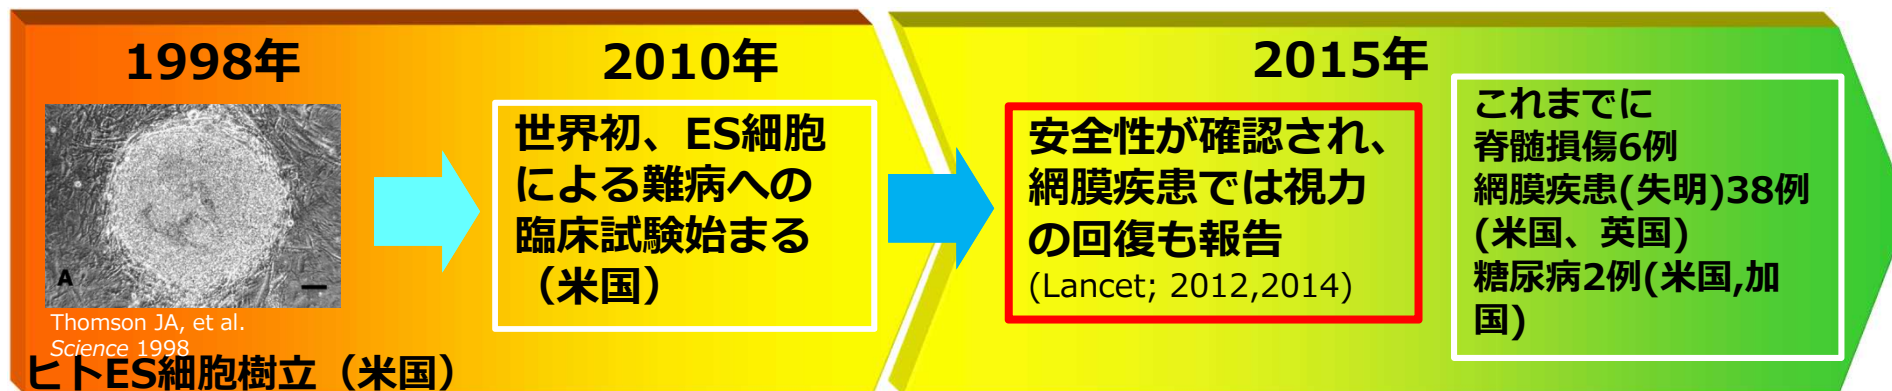 1998年
A
Thomson JA, et al.
Science 1998
ヒトES細胞樹立（米国）
2010年
世界初、ES細胞
による難病への
臨床試験始まる
（米国）
2015年
安全性が確認され、
網膜疾患では視力
の回復も報告
(Lancet; 2012,2014)
これまでに
脊髄損傷6例
網膜疾患(失明)38例
(米国、英国)
糖尿病2例(米国,加
国)